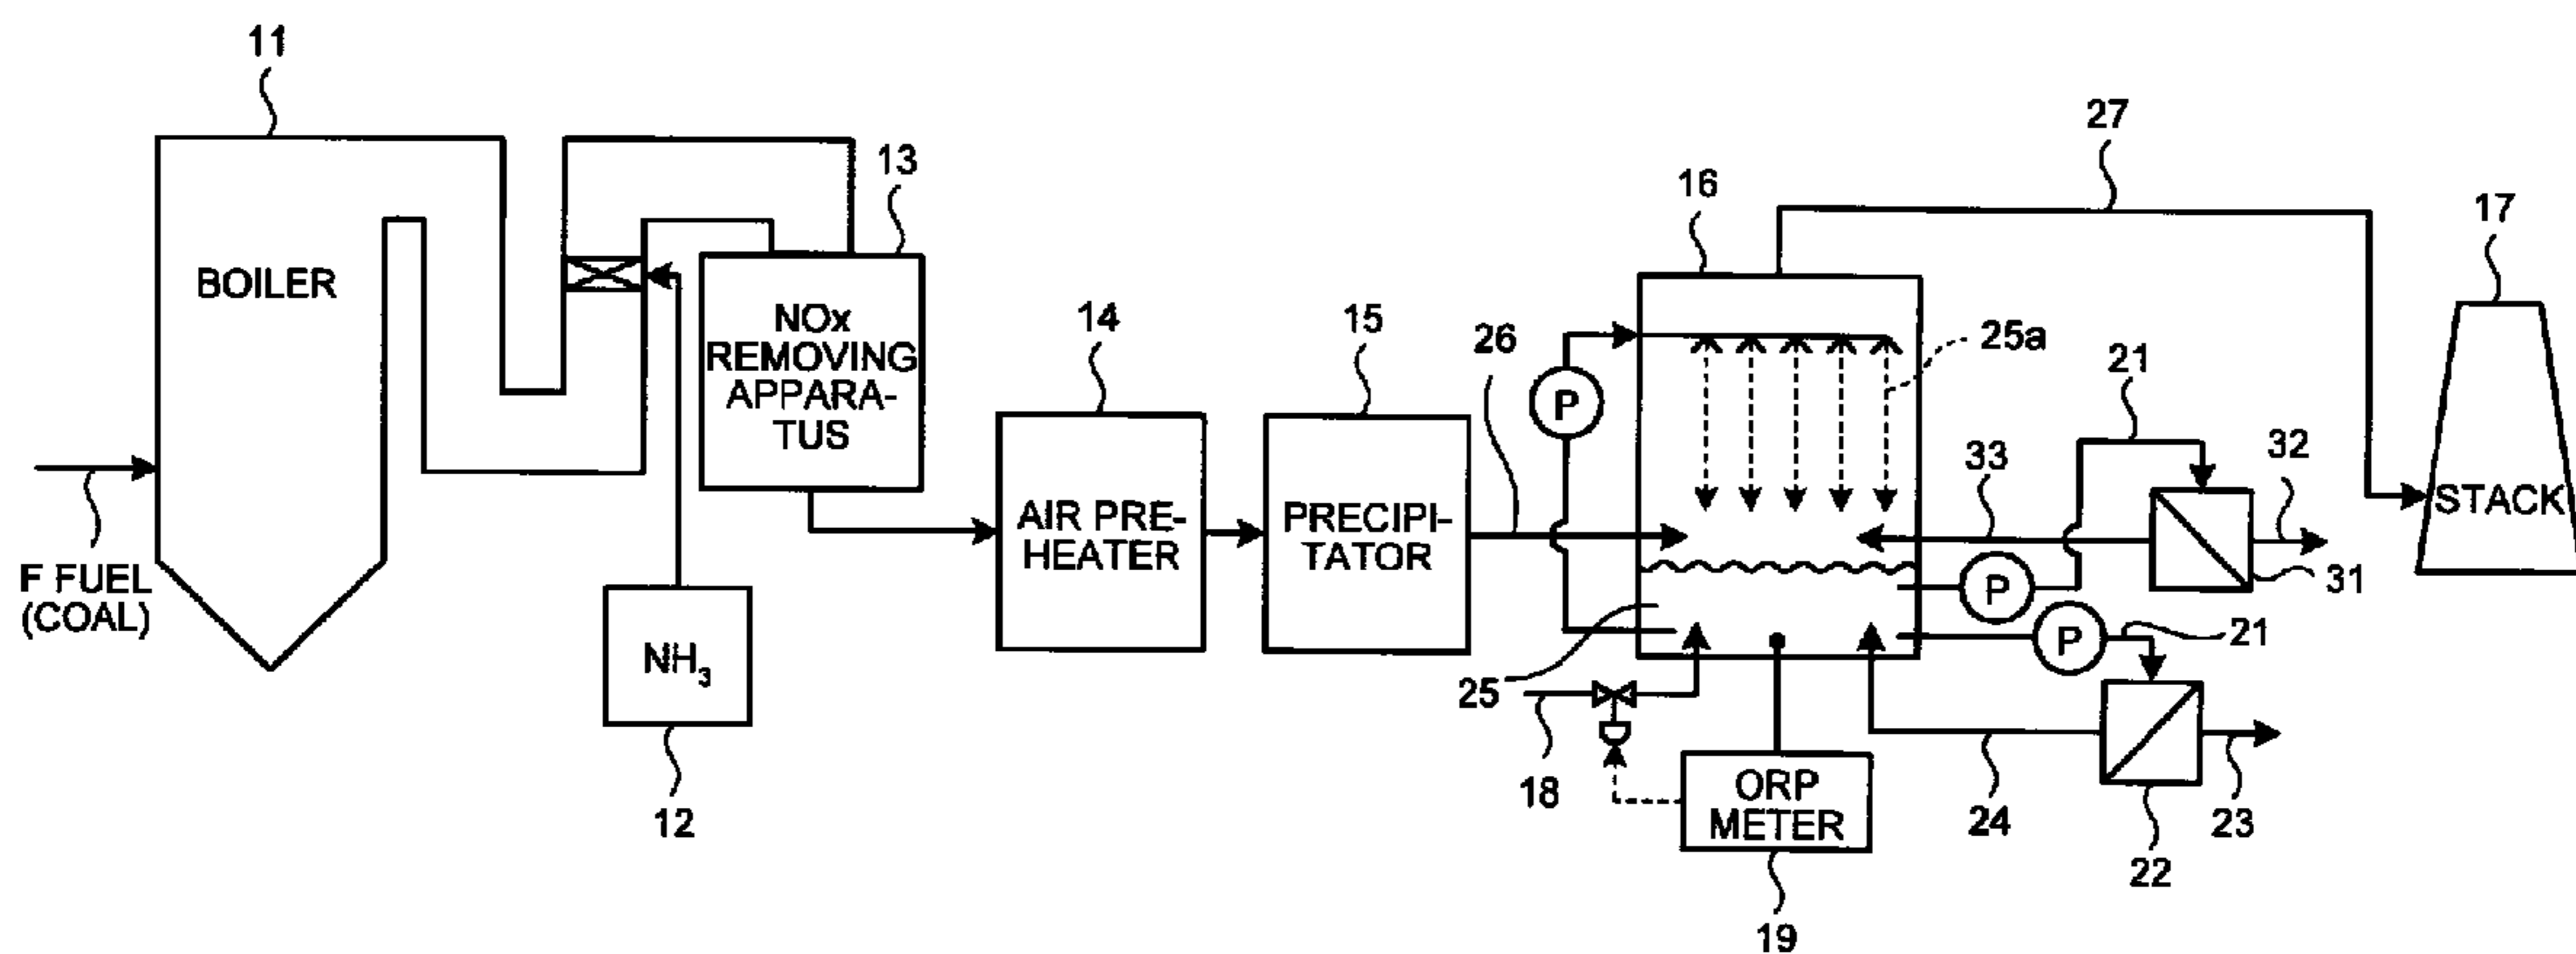 11
27
13
16
17
BOILER
NOx
REMOVING
APPARA-
TUS
14
15
26
25a
21
P
33
32
STACK
AIR PRE-
HEATER
PRECIPI-
TATOR
F FUEL
(COAL)
P
31
NH3
25
P
21
18
ORP
METER
24
23
12
22
19